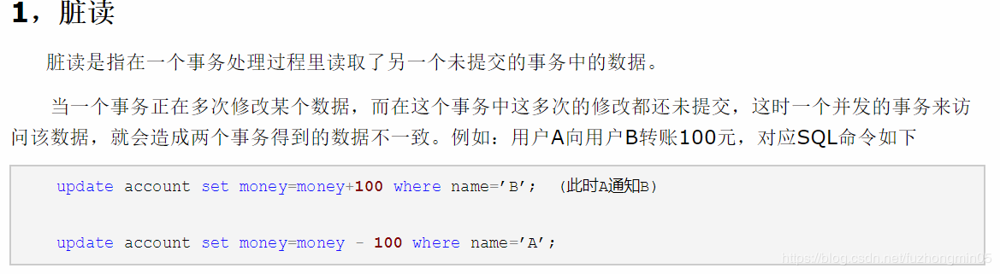 1，脏读
脏读是指在一个事务处理过程里读取了另一个未提交的事务中的数据。
当一个事务正在多次修改某个数据，而在这个事务中这多次的修改都还未提交，这时一个并发的事务来访
问该数据，就会造成两个事务得到的数据不一致。例如：用户A向用户B转账100元，对应SQL命令如下
update account set money=money+100 where name=’B’;  (此时A通知B)
update account set money=money - 100 where name=’A’;
https://blog.csdn.net/fuzhongmin05